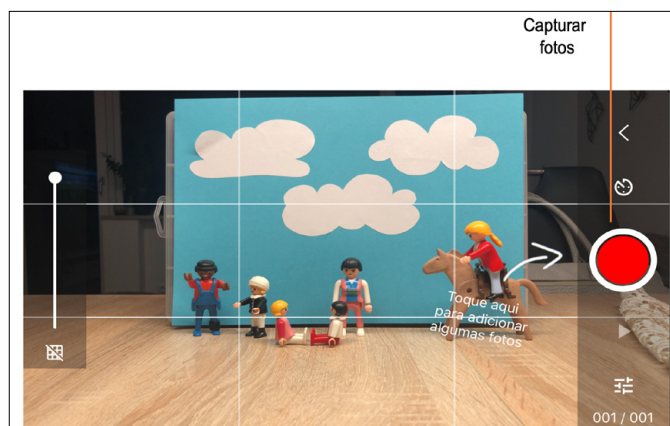 Capturar
fotos
Toque aqui
para adicionar
algumas fotos
001 / 001